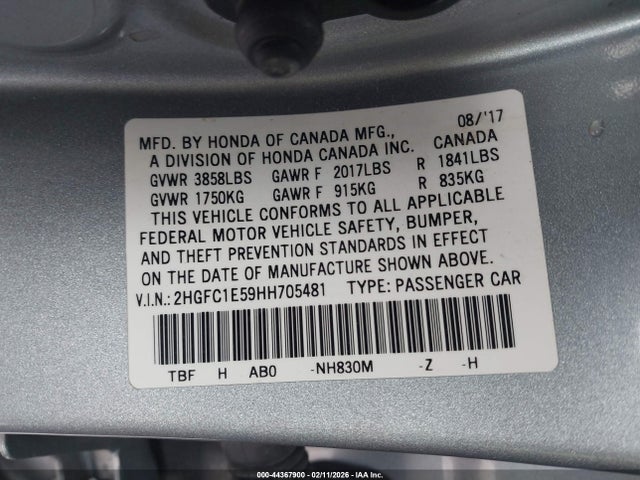 08/'17
MFD. BY HONDA OF CANADA MFG., CANADA
A DIVISION OF HONDA CANADA INC.
GVWR 3858LBS GAWR F 2017LBS R 1841LBS
GVWR 1750KG GAWR F 915KG R 835KG
THIS VEHICLE CONFORMS TO ALL APPLICABLE
FEDERAL MOTOR VEHICLE SAFETY, BUMPER,
AND THEFT PREVENTION STANDARDS IN EFFECT
ON THE DATE OF MANUFACTURE SHOWN ABOVE.
V.I.N.: 2HGFC1E59HH705481 TYPE: PASSENGER CAR
TBF H AB0 -NH830M -Z -H
000-44367900 - 02/11/2026 - IAA Inc.